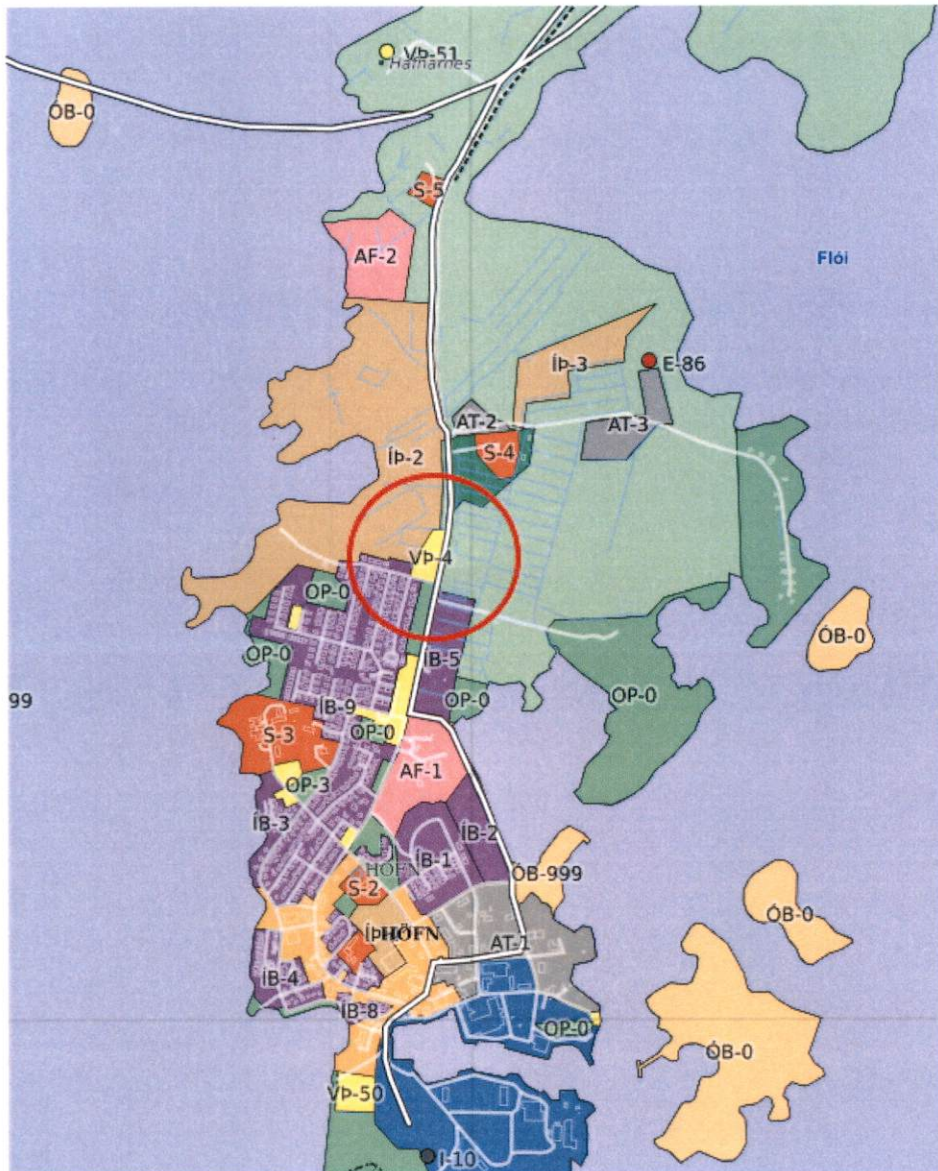 VÞ-51
Hafnarnes
ÓB-0
S-5
AF-2
Flói
ÍÞ-3
E-86
AT-2
AT-3
ÍÞ-2
S-4
VÞ-4
OP-0
ÓB-0
OP-0
ÍB-5
99
OP-0
OP-0
ÍB-9
OP-0
S-3
AF-1
OP-3
ÍB-3
ÍB-2
ÍB-1
HÖFN
ÓB-999
S-2
ÓB-0
HÖFN
AT-1
ÍB-4
ÍB-8
OP-0
ÓB-0
VÞ-50
I-10